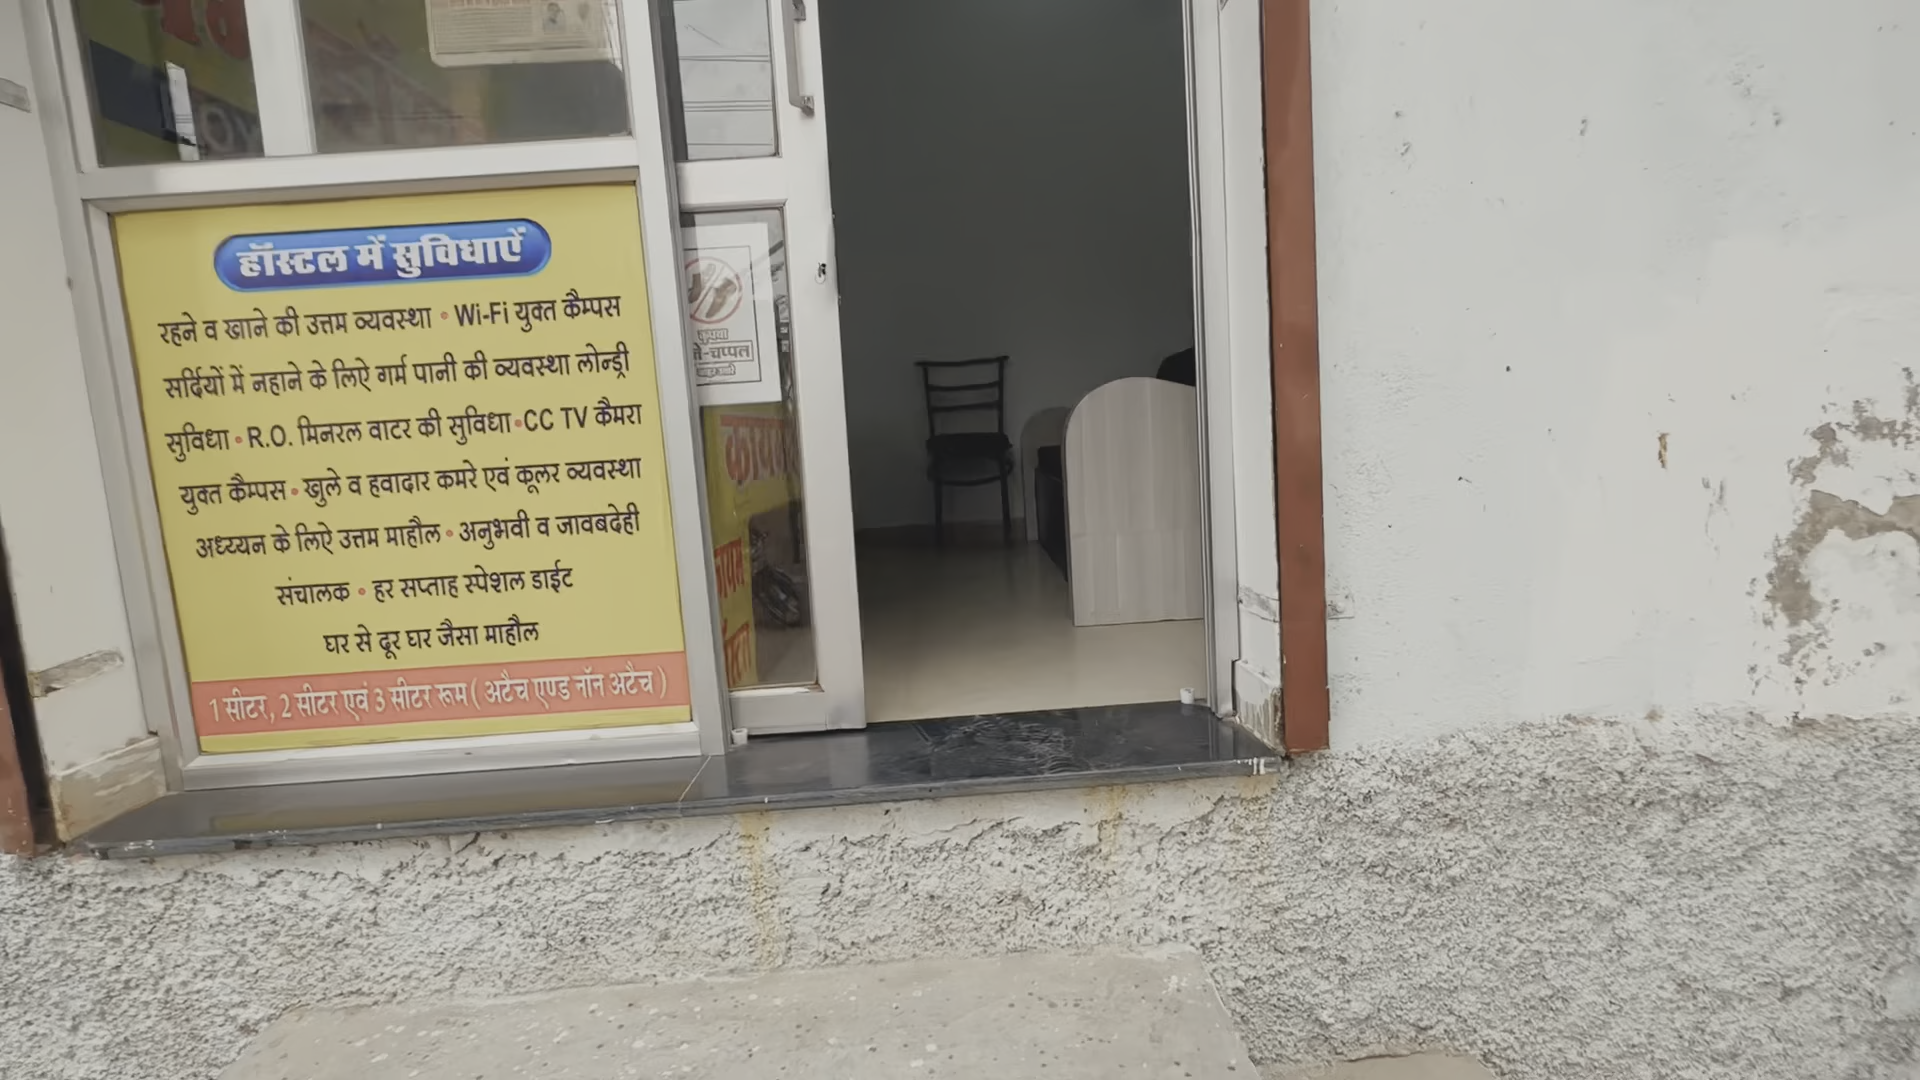 हॉस्टल में सुविधाऐं
रहने व खाने की उत्तम व्यवस्था • Wi-Fi युक्त कैम्पस
सर्दियों में नहाने के लिऐ गर्म पानी की व्यवस्था लोन्ड्री
सुविधा • R.O. मिनरल वाटर की सुविधा • CC TV कैमरा
युक्त कैम्पस • खुले व हवादार कमरे एवं कूलर व्यवस्था
अध्ययन के लिऐ उत्तम माहौल • अनुभवी व जावबदेही
संचालक • हर सप्ताह स्पेशल डाईट
घर से दूर घर जैसा माहौल
1 सीटर, 2 सीटर एवं 3 सीटर रूम ( अटैच एण्ड नॉन अटैच )
कृपया
-चप्पल